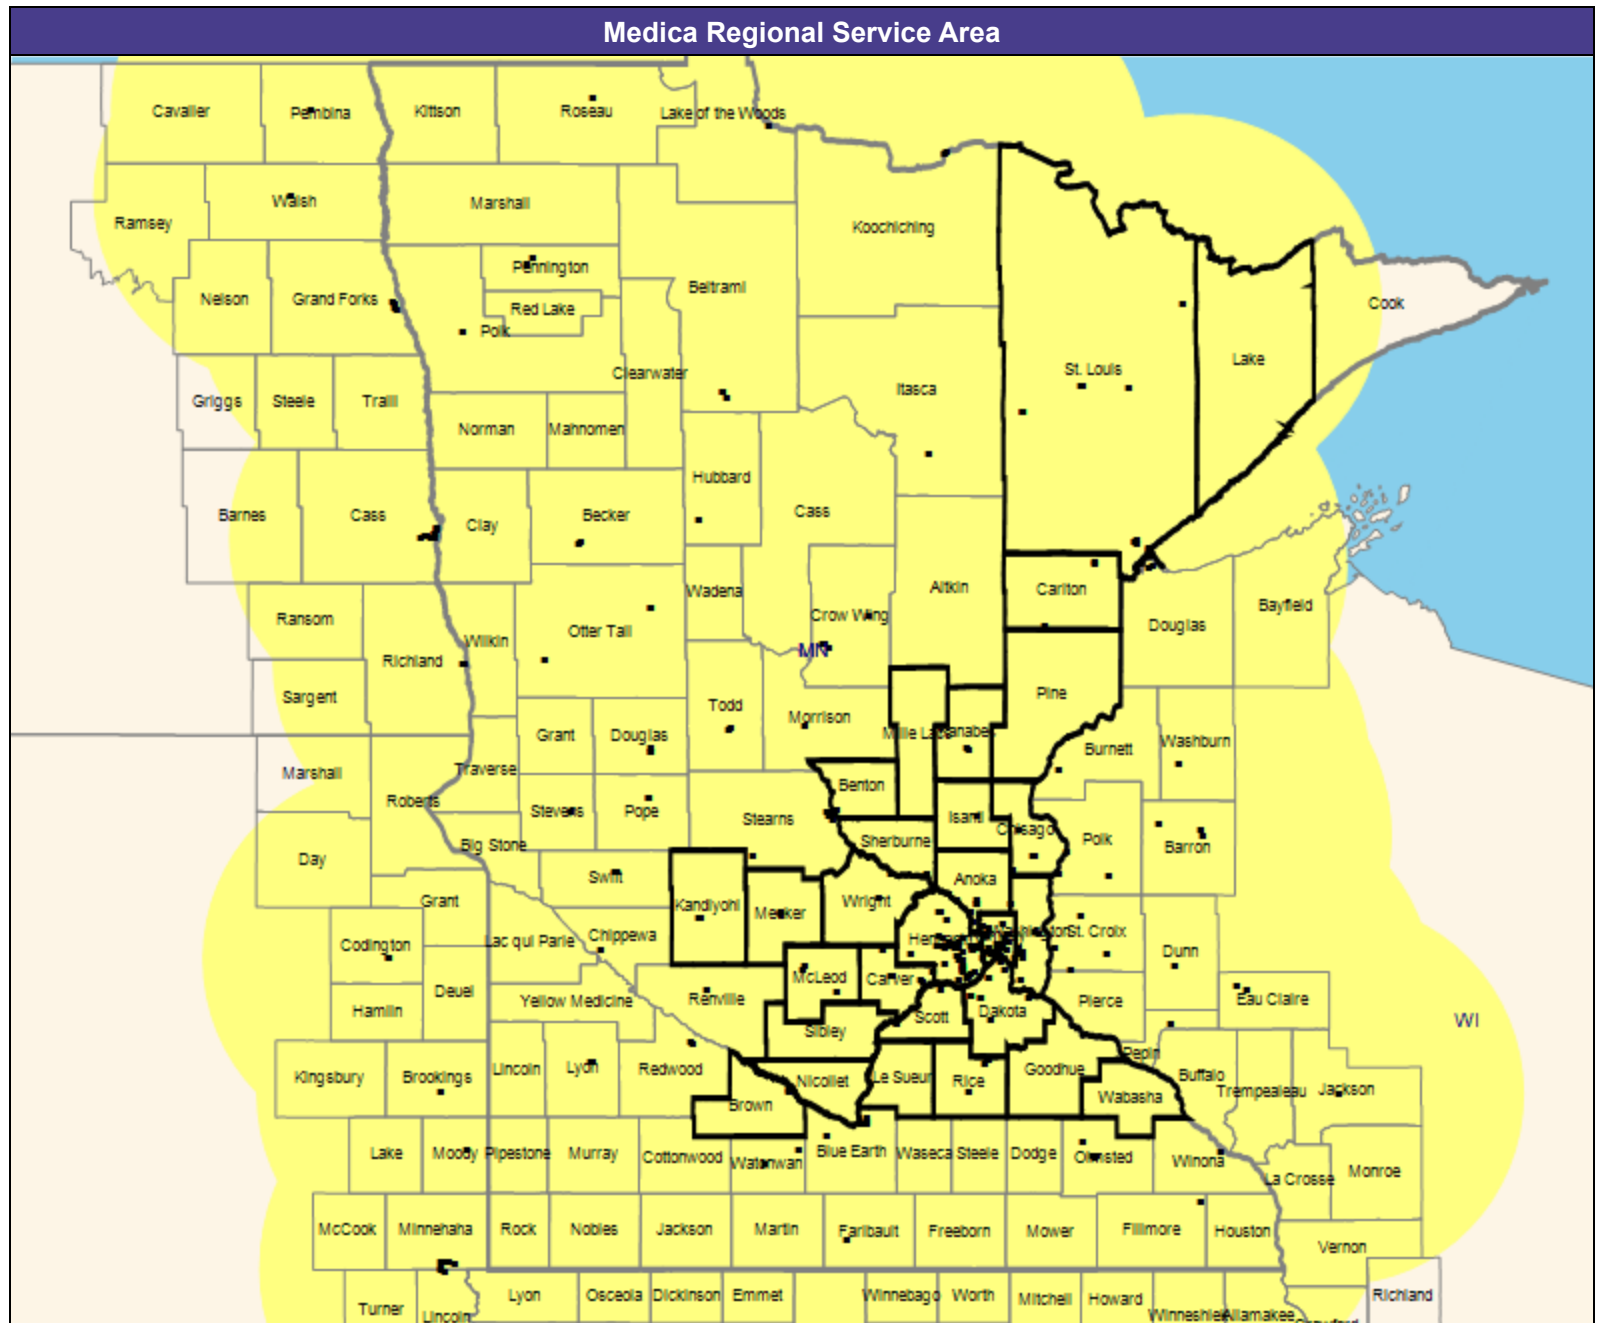 Medica Regional Service Area
Cavalier
Pembina
Kittson
Roseau
Lake of the Woods
Ramsey
Walsh
Marshall
Koochiching
Nelson
Grand Forks
Pennington
Red Lake
Polk
Beltrami
Cook
Griggs
Steele
Traill
Clearwater
Norman
Mahnomen
Itasca
St. Louis
Lake
Barnes
Cass
Clay
Becker
Hubbard
Cass
Ransom
Richland
Wilkin
Otter Tail
Wadena
Crow Wing
Aitkin
Carlton
Douglas
Bayfield
MN
Sargent
Todd
Morrison
Pine
Grant
Douglas
Burnett
Washburn
Marshall
Roberts
Traverse
Stevens
Pope
Stearns
Benton
Isanti
Chisago
Polk
Barron
Sherburne
Day
Big Stone
Swift
Anoka
Grant
Kandiyohi
Meeker
Wright
St. Croix
Dunn
Codington
Lac qui Parle
Chippewa
Deuel
Hamlin
Yellow Medicine
Renville
McLeod
Carver
Scott
Dakota
Pierce
Eau Claire
WI
Sibley
Kingsbury
Brookings
Lincoln
Lyon
Redwood
Nicollet
Le Sueur
Rice
Goodhue
Pepin
Buffalo
Trempealeau
Jackson
Brown
Wabasha
Lake
Moody
Pipestone
Murray
Cottonwood
Watonwan
Blue Earth
Waseca
Steele
Dodge
Olmsted
Winona
La Crosse
Monroe
McCook
Minnehaha
Rock
Nobles
Jackson
Martin
Faribault
Freeborn
Mower
Fillmore
Houston
Vernon
Turner
Lincoln
Lyon
Osceola
Dickinson
Emmet
Winnebago
Worth
Mitchell
Howard
Allamakee
Richland